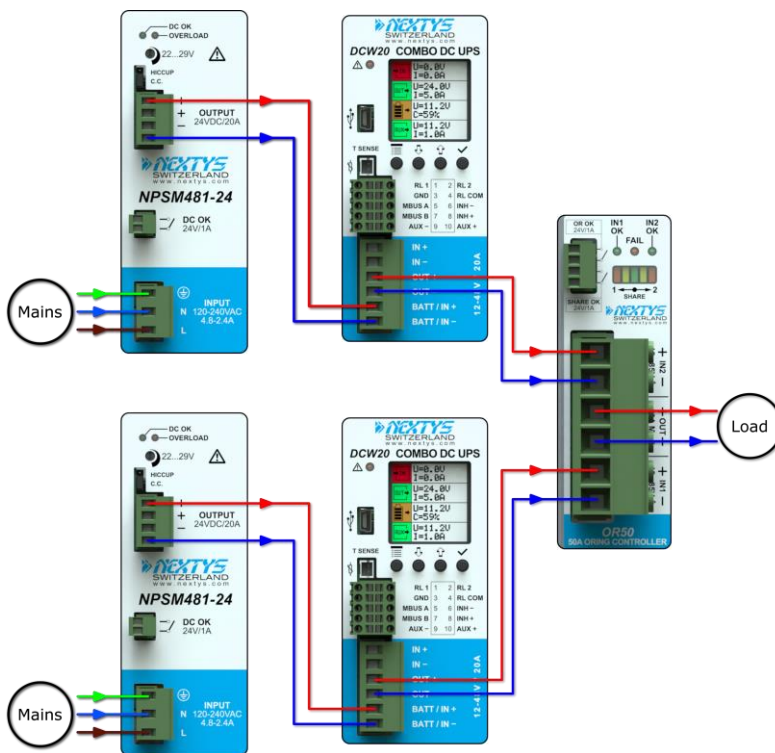 NEXTYS
SWITZERLAND
www.nextys.com
DC OK
OVERLOAD
22...29V
HICCUP
C.C.
+
+
−
−
OUTPUT
24VDC/20A
NEXTYS
SWITZERLAND
www.nextys.com
NPSM481-24
DC OK
24V/1A
Mains
N
L
INPUT
120-240VAC
4.8-2.4A
NEXTYS
SWITZERLAND
www.nextys.com
DCW20 COMBO DC UPS
U=0.0V
I=0.0A
OUT
U=24.0V
I=5.0A
U=11.2V
C=59%
U=11.2V
I=1.0A
T SENSE
RL 1 1 2 RL 2
GND 3 4 RL COM
MBUS A 5 6 INH −
MBUS B 7 8 INH +
AUX − 9 10 AUX +
IN +
IN −
OUT +
OUT
BATT / IN +
BATT / IN −
20A
OR OK
24V/1A
IN1
OK
FAIL
IN2
OK
1 2
SHARE
SHARE OK
24V/1A
+ IN2 −
+ OUT −
+ IN1 −
OR50
50A ORING CONTROLLER
Load
DC OK
OVERLOAD
22...29V
HICCUP
C.C.
+
+
−
−
OUTPUT
24VDC/20A
NEXTYS
SWITZERLAND
www.nextys.com
NPSM481-24
DC OK
24V/1A
Mains
N
L
INPUT
120-240VAC
4.8-2.4A
NEXTYS
SWITZERLAND
www.nextys.com
DCW20 COMBO DC UPS
U=0.0V
I=0.0A
OUT
U=24.0V
I=5.0A
U=11.2V
C=59%
U=11.2V
I=1.0A
T SENSE
RL 1 1 2 RL 2
GND 3 4 RL COM
MBUS A 5 6 INH −
MBUS B 7 8 INH +
AUX − 9 10 AUX +
IN +
IN −
OUT +
OUT
BATT / IN +
BATT / IN −
20A